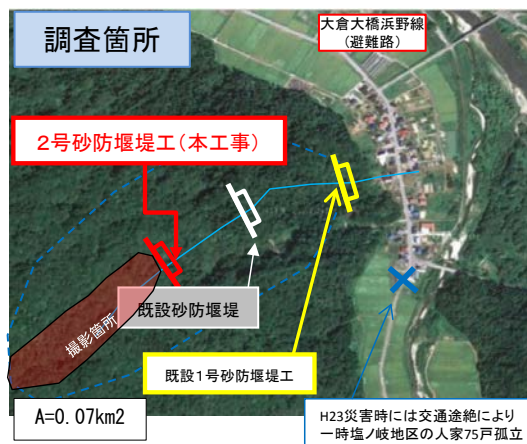 調査箇所
大倉大橋浜野線
(避難路)
2号砂防堰堤工(本工事)
既設砂防堰堤
撮影箇所
既設1号砂防堰堤工
A=0.07km2
H23災害時には交通途絶により
一時塩ノ岐地区の人家75戸孤立